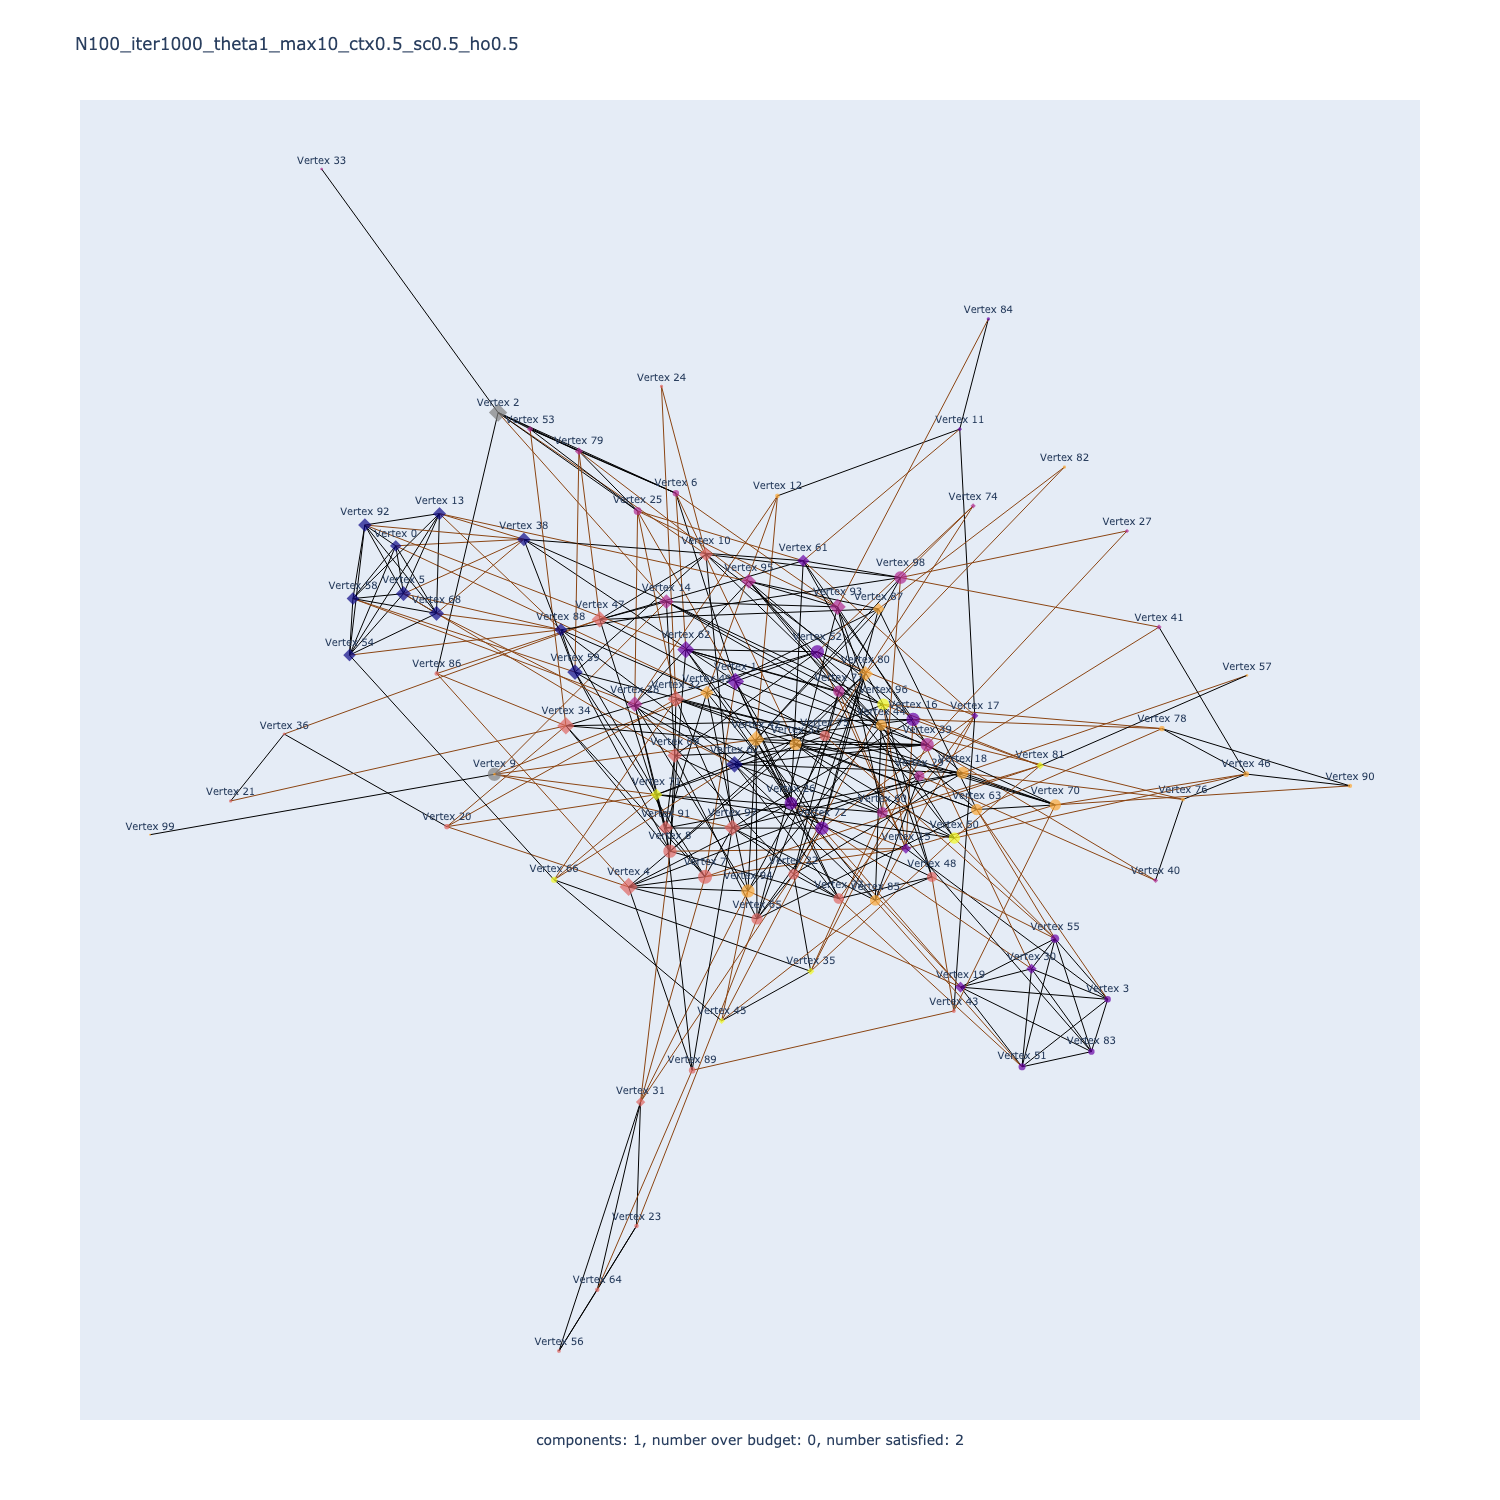 N100_iter1000_theta1_max10_ctx0.5_sc0.5_ho0.5
Vertex 33
Vertex 84
Vertex 24
Vertex 2
Vertex 53
Vertex 11
Vertex 79
Vertex 82
Vertex 6
Vertex 12
Vertex 74
Vertex 25
Vertex 13
Vertex 92
Vertex 27
Vertex 0
Vertex 38
Vertex 10
Vertex 61
Vertex 98
Vertex 95
Vertex 5
Vertex 58
Vertex 14
Vertex 93
Vertex 68
Vertex 47
Vertex 88
Vertex 41
Vertex 62
Vertex 54
Vertex 52
Vertex 59
Vertex 80
Vertex 86
Vertex 57
Vertex 96
Vertex 16
Vertex 17
Vertex 34
Vertex 78
Vertex 36
Vertex 39
Vertex 81
Vertex 18
Vertex 9
Vertex 46
Vertex 90
Vertex 21
Vertex 63
Vertex 70
Vertex 76
Vertex 91
Vertex 20
Vertex 99
Vertex 72
Vertex 50
Vertex 66
Vertex 4
Vertex 48
Vertex 40
Vertex 85
Vertex 55
Vertex 30
Vertex 35
Vertex 19
Vertex 3
Vertex 43
Vertex 45
Vertex 83
Vertex 51
Vertex 89
Vertex 31
Vertex 23
Vertex 64
Vertex 56
components: 1, number over budget: 0, number satisfied: 2